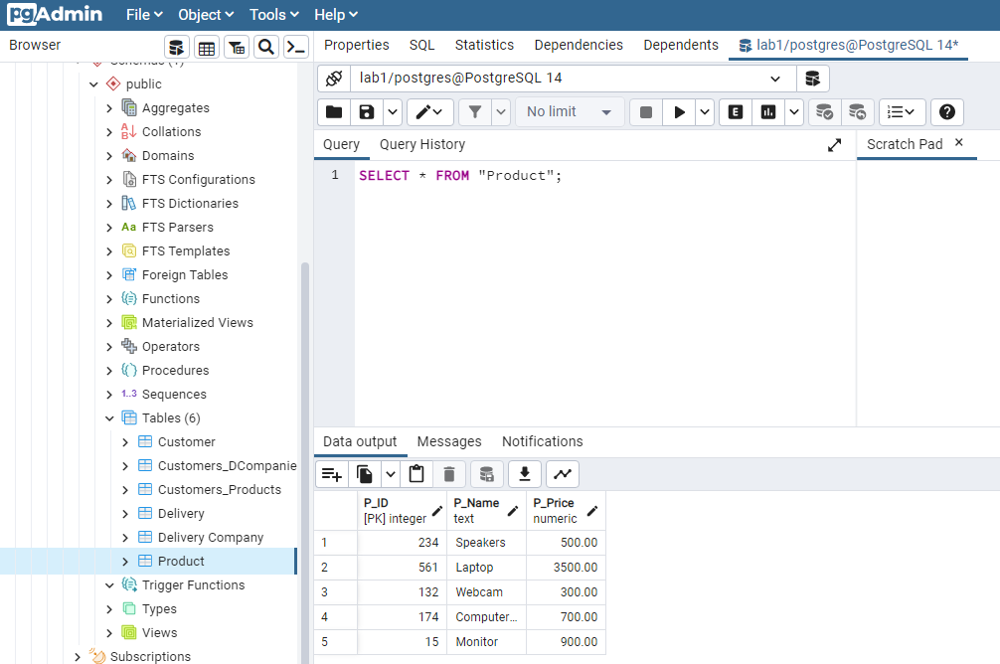 pgAdmin File Object Tools Help
Browser
Properties SQL Statistics Dependencies Dependents lab1/postgres@PostgreSQL 14*
public
Aggregates
Collations
Domains
FTS Configurations
FTS Dictionaries
Aa FTS Parsers
FTS Templates
Foreign Tables
Functions
Materialized Views
Operators
Procedures
1..3 Sequences
Tables (6)
Customer
Customers_DCompanie
Customers_Products
Delivery
Delivery Company
Product
Trigger Functions
Types
Views
Subscriptions
lab1/postgres@PostgreSQL 14
No limit E
Query Query History Scratch Pad
1 SELECT * FROM "Product";
Data output Messages Notifications
P_ID P_Name P_Price
[PK] integer text numeric
1 234 Speakers 500.00
2 561 Laptop 3500.00
3 132 Webcam 300.00
4 174 Computer... 700.00
5 15 Monitor 900.00